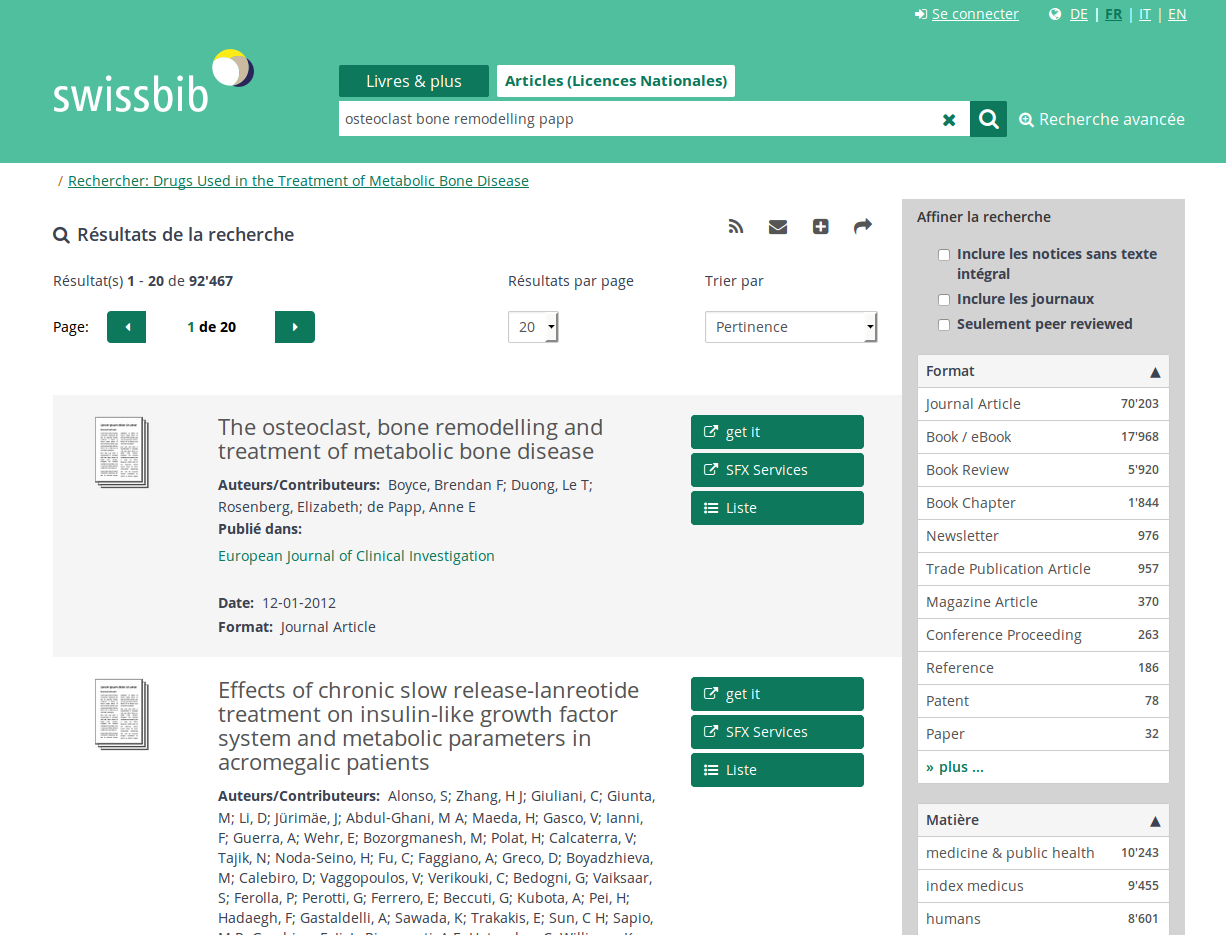 Se connecter
DE | FR | IT | EN
swissbib
Livres & plus
Articles (Licences Nationales)
osteoclast bone remodelling papp
Recherche avancée
/ Rechercher: Drugs Used in the Treatment of Metabolic Bone Disease
Résultats de la recherche
Résultat(s) 1 - 20 de 92'467
Résultats par page
Trier par
Page:
1 de 20
20
Pertinence
The osteoclast, bone remodelling and
treatment of metabolic bone disease
Auteurs/Contributeurs: Boyce, Brendan F; Duong, Le T;
Rosenberg, Elizabeth; de Papp, Anne E
Publié dans:
European Journal of Clinical Investigation
Date: 12-01-2012
Format: Journal Article
get it
SFX Services
Liste
Effects of chronic slow release-lanreotide
treatment on insulin-like growth factor
system and metabolic parameters in
acromegalic patients
Auteurs/Contributeurs: Alonso, S; Zhang, H J; Giuliani, C; Giunta,
M; Li, D; Jürimäe, J; Abdul-Ghani, M A; Maeda, H; Gasco, V; Ianni,
F; Guerra, A; Wehr, E; Bozorgmanesh, M; Polat, H; Calcaterra, V;
Tajik, N; Noda-Seino, H; Fu, C; Faggiano, A; Greco, D; Boyadzhieva,
M; Calebiro, D; Vaggopoulos, V; Verikouki, C; Bedogni, G; Vaiksaar,
S; Ferolla, P; Perotti, G; Ferrero, E; Beccuti, G; Kubota, A; Pei, H;
Hadaegh, F; Gastaldelli, A; Sawada, K; Trakakis, E; Sun, C H; Sapio,
get it
SFX Services
Liste
Affiner la recherche
Inclure les notices sans texte
intégral
Inclure les journaux
Seulement peer reviewed
Format
Journal Article 70'203
Book / eBook 17'968
Book Review 5'920
Book Chapter 1'844
Newsletter 976
Trade Publication Article 957
Magazine Article 370
Conference Proceeding 263
Reference 186
Patent 78
Paper 32
» plus ...
Matière
medicine & public health 10'243
index medicus 9'455
humans 8'601